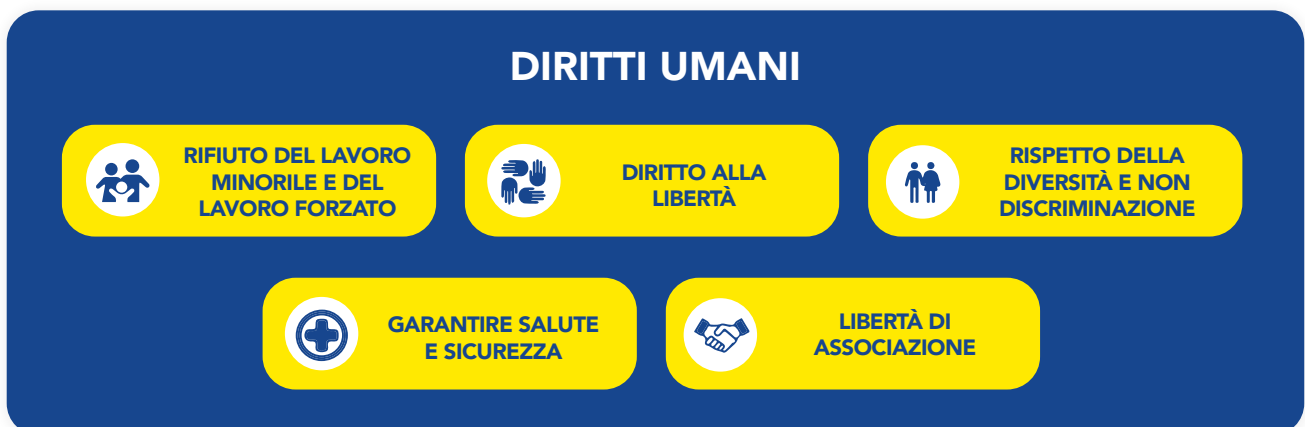 DIRITTI UMANI
RIFIUTO DEL LAVORO
MINORILE E DEL
LAVORO FORZATO
DIRITTO ALLA
LIBERTÀ
RISPETTO DELLA
DIVERSITÀ E NON
DISCRIMINAZIONE
GARANTIRE SALUTE
E SICUREZZA
LIBERTÀ DI
ASSOCIAZIONE